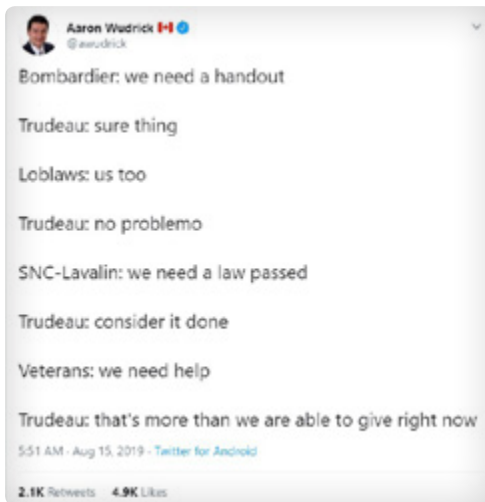 Aaron Wudrick
@awudrick
Bombardier: we need a handout
Trudeau: sure thing
Loblaws: us too
Trudeau: no problemo
SNC-Lavalin: we need a law passed
Trudeau: consider it done
Veterans: we need help
Trudeau: that's more than we are able to give right now
5:51 AM - Aug 15, 2019 - Twitter for Android
2.1K Retweets 4.9K Likes